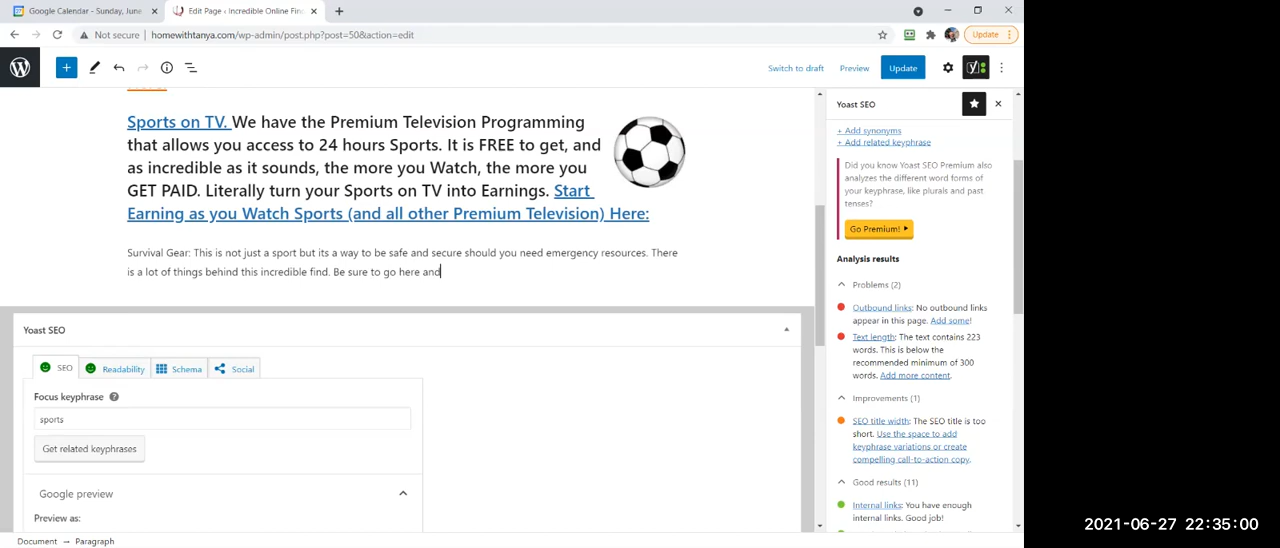 Google Calendar - Sunday, June
Edit Page ‹ Incredible Online Fin
Not secure
homewithtanya.com/wp-admin/post.php?post=50&action=edit
Update
Switch to draft
Preview
Update
Sports on TV. We have the Premium Television Programming
that allows you access to 24 hours Sports. It is FREE to get, and
as incredible as it sounds, the more you Watch, the more you
GET PAID. Literally turn your Sports on TV into Earnings. Start
Earning as you Watch Sports (and all other Premium Television) Here:
Survival Gear: This is not just a sport but its a way to be safe and secure should you need emergency resources. There
is a lot of things behind this incredible find. Be sure to go here and
Yoast SEO
SEO
Readability
Schema
Social
Focus keyphrase
sports
Get related keyphrases
Google preview
Preview as:
Document → Paragraph
Yoast SEO
+ Add synonyms
+ Add related keyphrase
Did you know Yoast SEO Premium also
analyzes the different word forms of
your keyphrase, like plurals and past
tenses?
Go Premium!
Analysis results
Problems (2)
Outbound links: No outbound links
appear in this page. Add some!
Text length: The text contains 223
words. This is below the
recommended minimum of 300
words. Add more content.
Improvements (1)
SEO title width: The SEO title is too
short. Use the space to add
keyphrase variations or create
compelling call-to-action copy.
Good results (11)
Internal links: You have enough
internal links. Good job!
2021-06-27 22:35:00